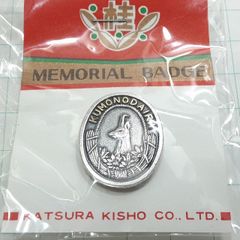 桂
MEMORIAL BADGE
KUMONODAIRA
KATSURA KISHO CO., LTD.